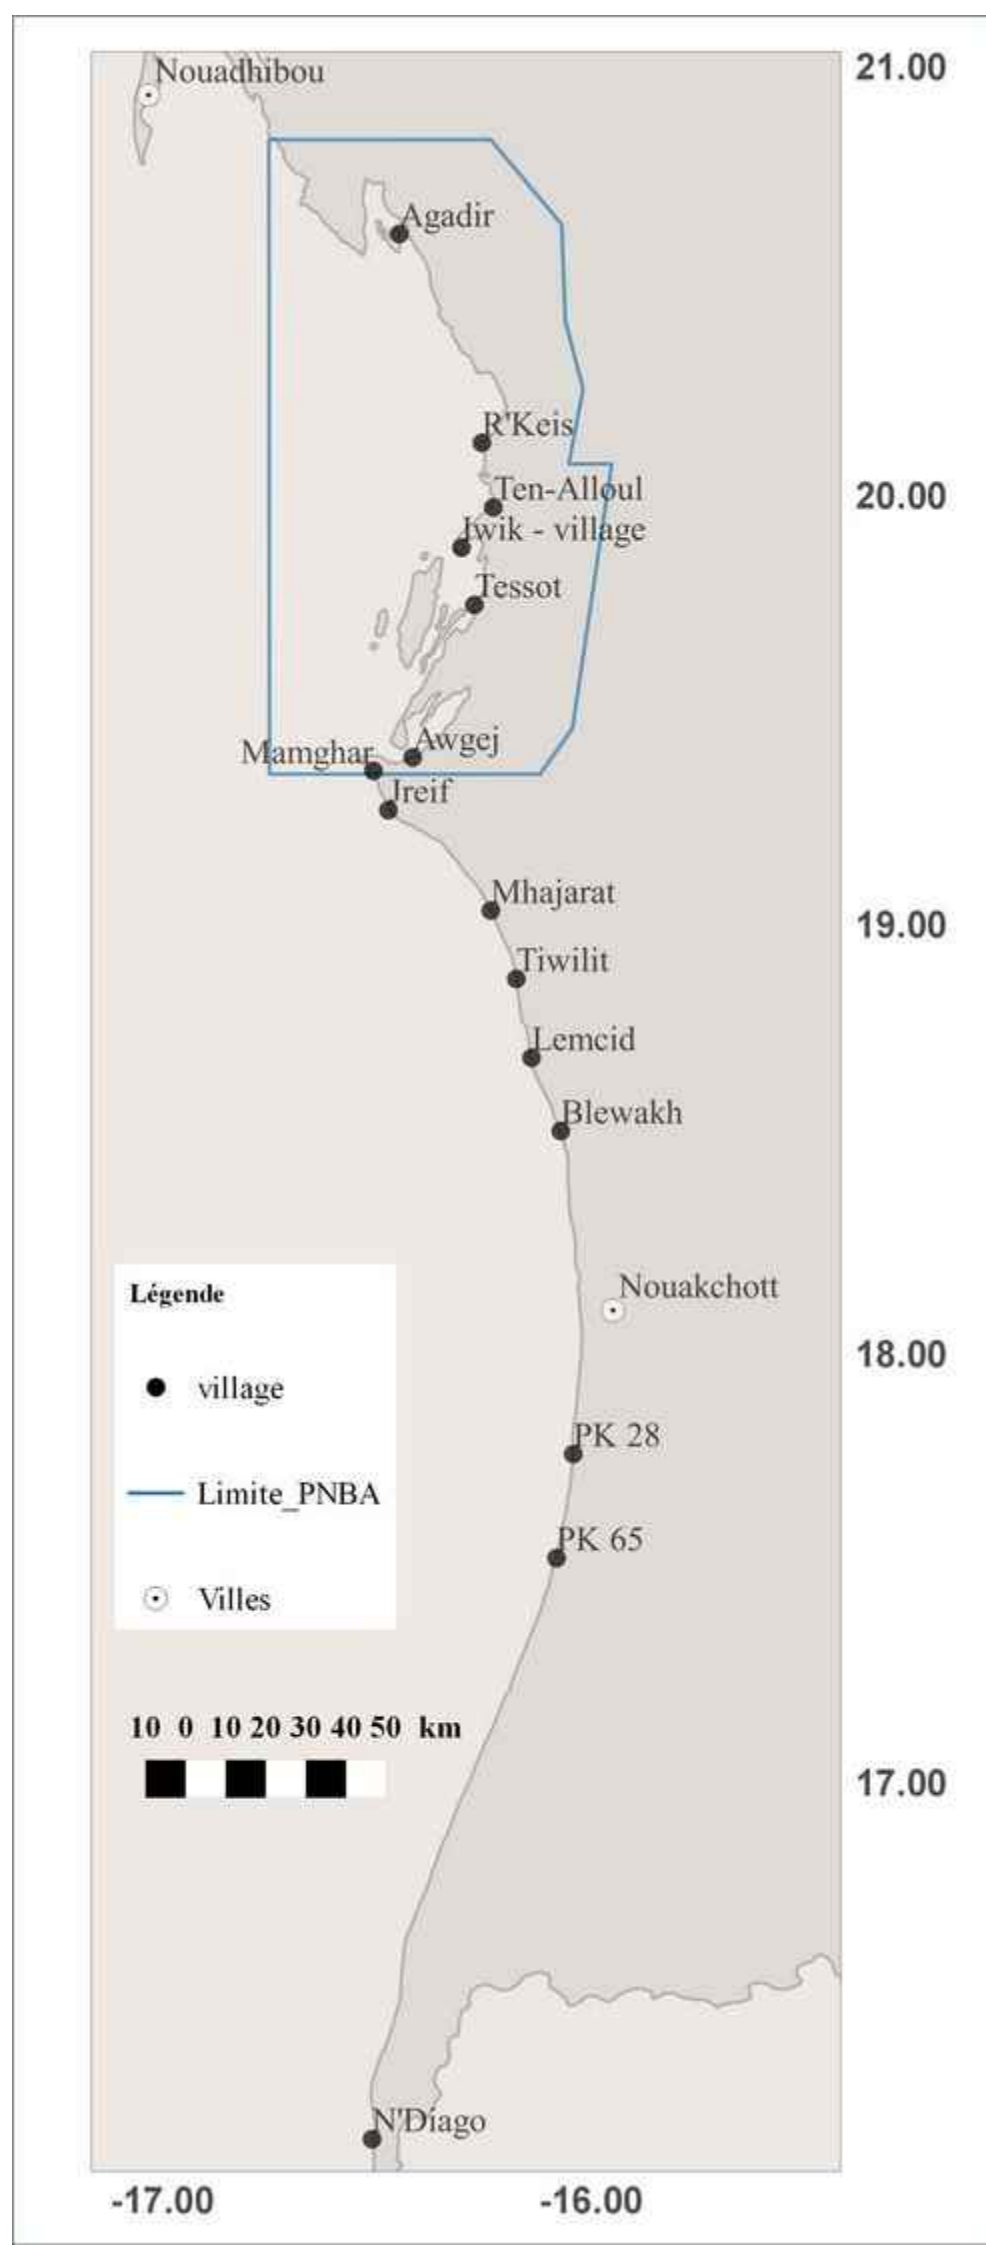 Nouadhibou
21.00
Agadir
R'Keis
Ten-Alloul
20.00
Iwik - village
Tessot
Awgej
Mamghar
Ireif
Mhajarat
19.00
Tiwilit
Lemcid
Blewakh
Nouakchott
Légende
18.00
village
PK 28
Limite_PNBA
PK 65
Villes
10 0 10 20 30 40 50 km
17.00
N'Diago
-17.00
-16.00